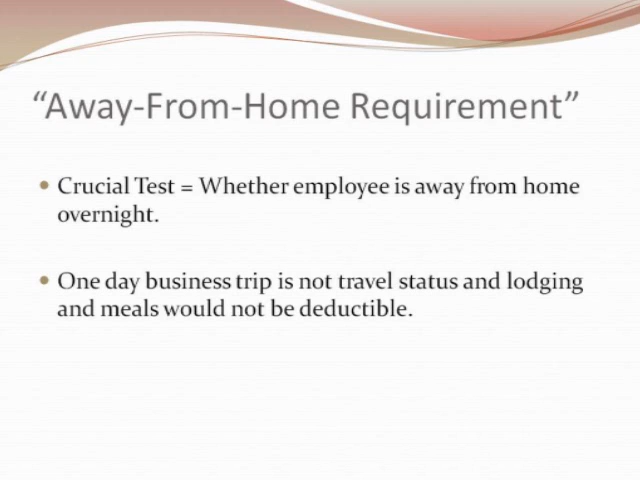 “Away-From-Home Requirement”
• Crucial Test = Whether employee is away from home
overnight.
• One day business trip is not travel status and lodging
and meals would not be deductible.